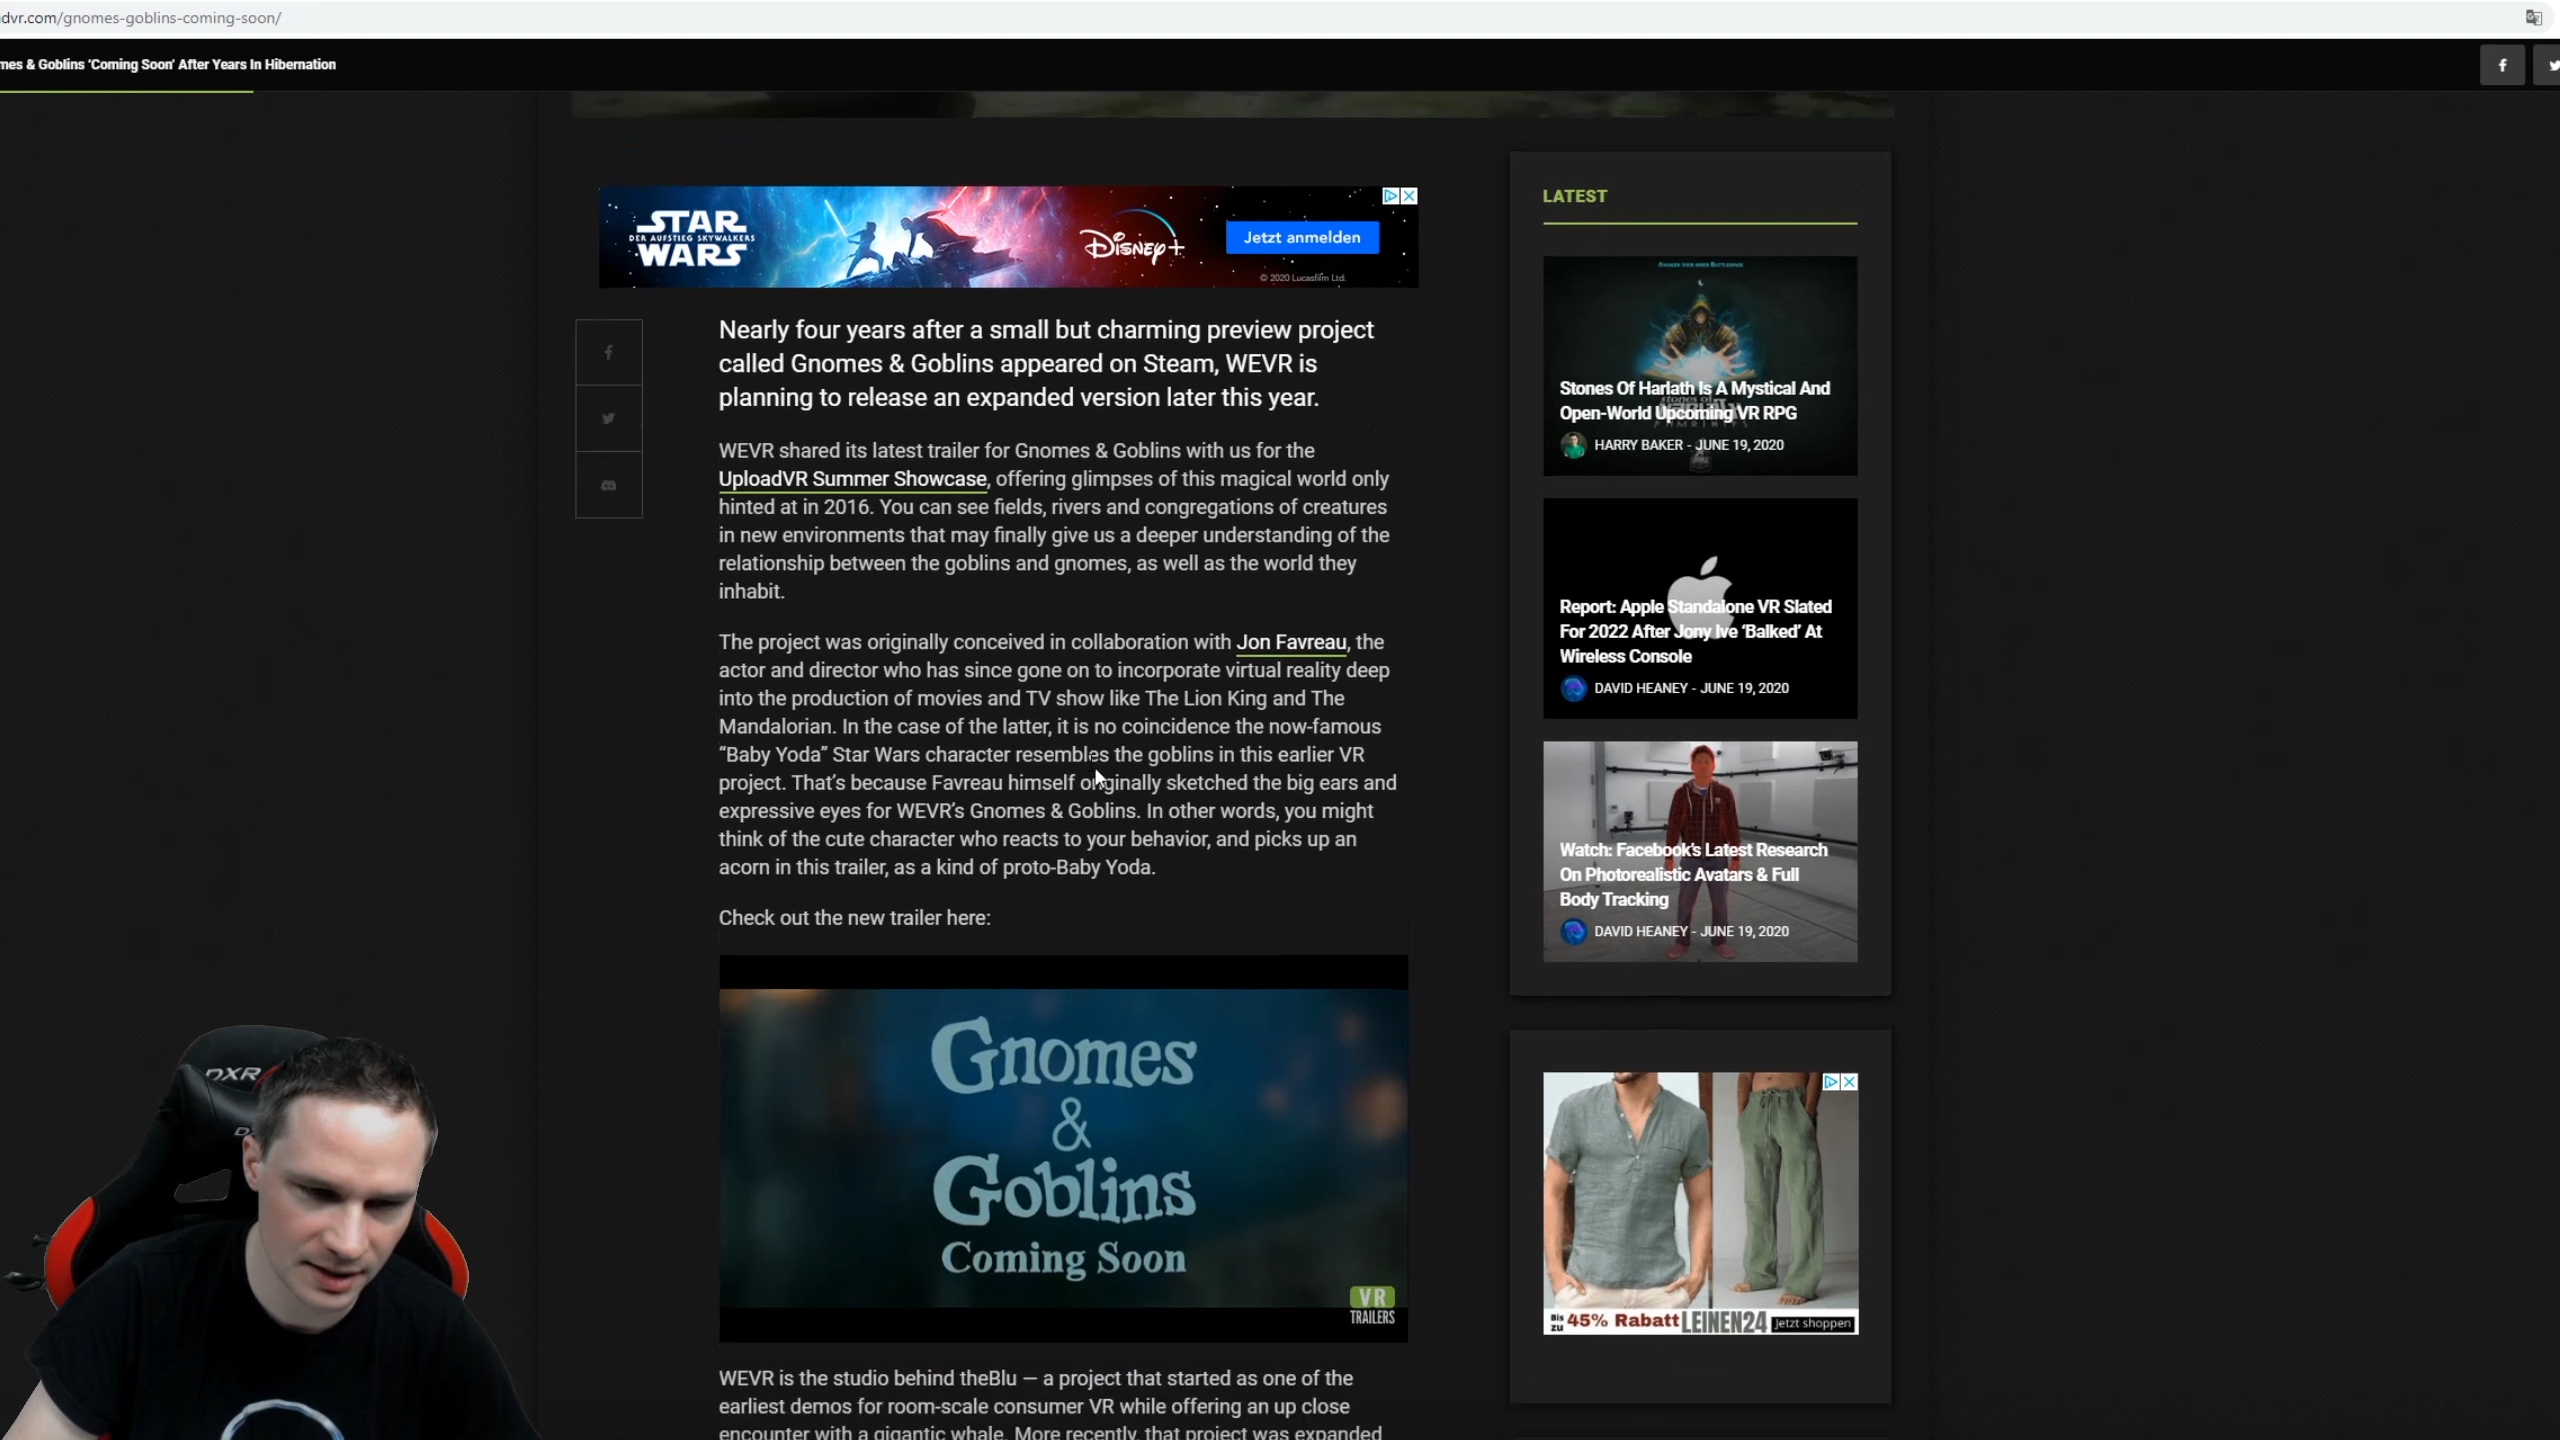 dvr.com/gnomes-goblins-coming-soon/
mes & Goblins ‘Coming Soon’ After Years In Hibernation
STAR
DER AUFSTIEG SKYWALKERS
WARS
Disney+
Jetzt anmelden
© 2020 Lucasfilm Ltd.
Nearly four years after a small but charming preview project
called Gnomes & Goblins appeared on Steam, WEVR is
planning to release an expanded version later this year.
WEVR shared its latest trailer for Gnomes & Goblins with us for the
UploadVR Summer Showcase, offering glimpses of this magical world only
hinted at in 2016. You can see fields, rivers and congregations of creatures
in new environments that may finally give us a deeper understanding of the
relationship between the goblins and gnomes, as well as the world they
inhabit.
The project was originally conceived in collaboration with Jon Favreau, the
actor and director who has since gone on to incorporate virtual reality deep
into the production of movies and TV show like The Lion King and The
Mandalorian. In the case of the latter, it is no coincidence the now-famous
“Baby Yoda” Star Wars character resembles the goblins in this earlier VR
project. That’s because Favreau himself originally sketched the big ears and
expressive eyes for WEVR’s Gnomes & Goblins. In other words, you might
think of the cute character who reacts to your behavior, and picks up an
acorn in this trailer, as a kind of proto-Baby Yoda.
Check out the new trailer here:
Gnomes
&
Goblins
Coming Soon
VR
TRAILERS
WEVR is the studio behind theBlu — a project that started as one of the
earliest demos for room-scale consumer VR while offering an up close
encounter with a gigantic whale. More recently, that project was expanded
LATEST
AWAKEN YOUR INNER BATTLEMAGE
Stones Of Harlath Is A Mystical And
Open-World Upcoming VR RPG
HARRY BAKER - JUNE 19, 2020
Report: Apple Standalone VR Slated
For 2022 After Jony Ive ‘Balked’ At
Wireless Console
DAVID HEANEY - JUNE 19, 2020
Watch: Facebook’s Latest Research
On Photorealistic Avatars & Full
Body Tracking
DAVID HEANEY - JUNE 19, 2020
Bis zu 45% Rabatt LEINEN24 Jetzt shoppen
DXR